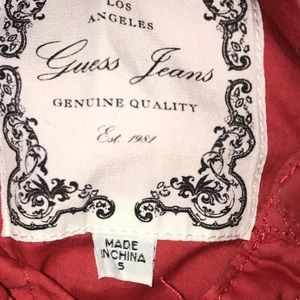 LOS
ANGELES
Guess Jeans
GENUINE QUALITY
Est. 1981
MADE
IN CHINA
S